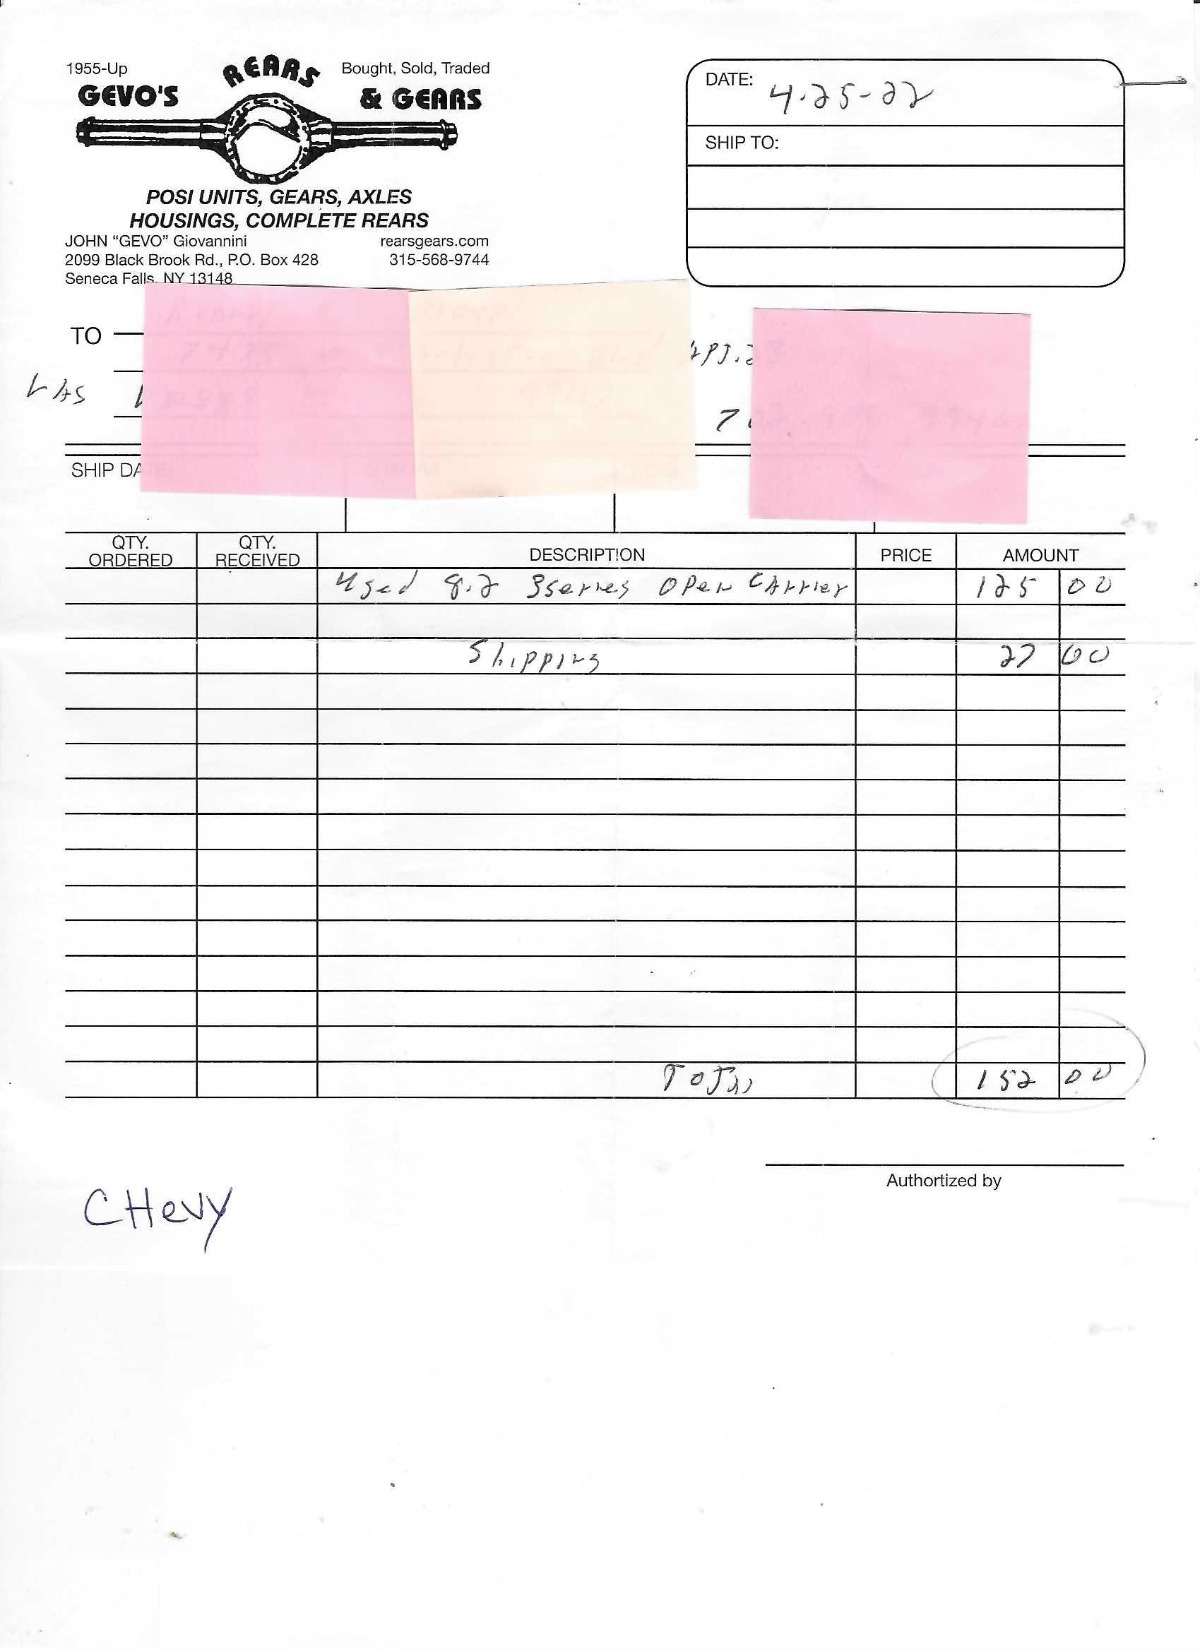 1955-Up REARS Bought, Sold, Traded
GEVO'S & GEARS
POSI UNITS, GEARS, AXLES
HOUSINGS, COMPLETE REARS
JOHN "GEVO" Giovannini rearsgears.com
2099 Black Brook Rd., P.O. Box 428 315-568-9744
Seneca Falls, NY 13148
DATE: 4-25-22
SHIP TO:
TO
APT.
LAS
SHIP DA
QTY. ORDERED QTY. RECEIVED DESCRIPTION PRICE AMOUNT
Used 8.2 3series Open CArrier 125 00
Shipping 27 00
Total 152 00
Authortized by
CHevy